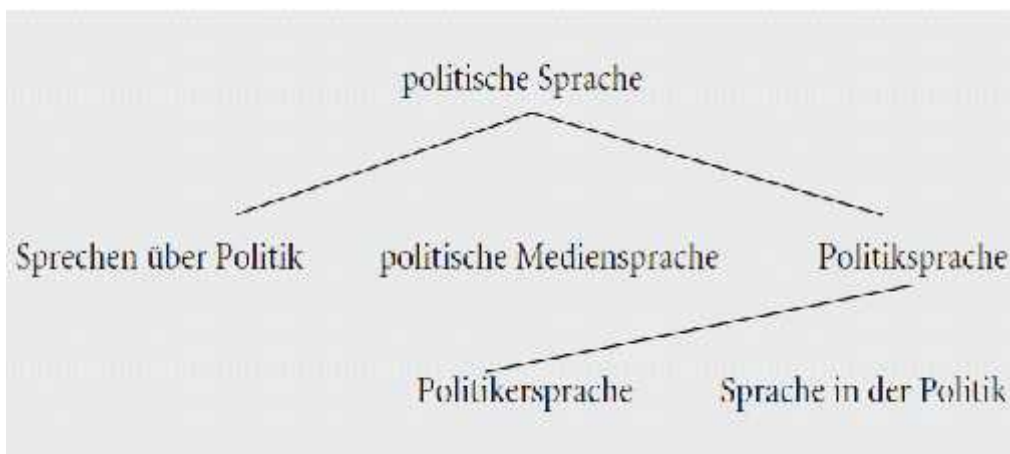 politische Sprache
Sprechen über Politik politische Mediensprache Politiksprache
Politikersprache Sprache in der Politik